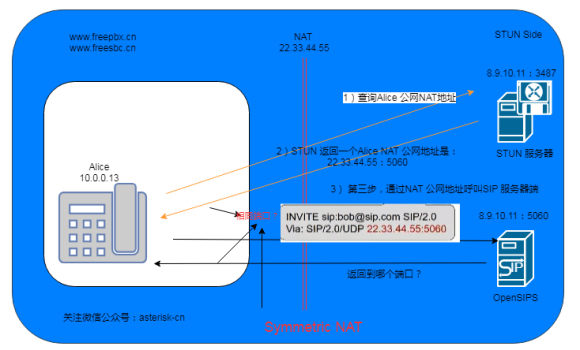 www.freepbx.cn
www.freesbc.cn
NAT
22.33.44.55
STUN Side
8.9.10.11：3487
1）查询Alice 公网NAT地址
STUN 服务器
2）STUN 返回一个Alice NAT 公网地址是：
22.33.44.55：5060
Alice
10.0.0.13
3） 第三步，通过NAT 公网地址呼叫SIP 服务器端
INVITE sip:bob@sip.com SIP/2.0
Via: SIP/2.0/UDP 22.33.44.55:5060
8.9.10.11：5060
SIP
返回到哪个端口？
OpenSIPS
关注微信公众号：asterisk-cn
Symmetric NAT